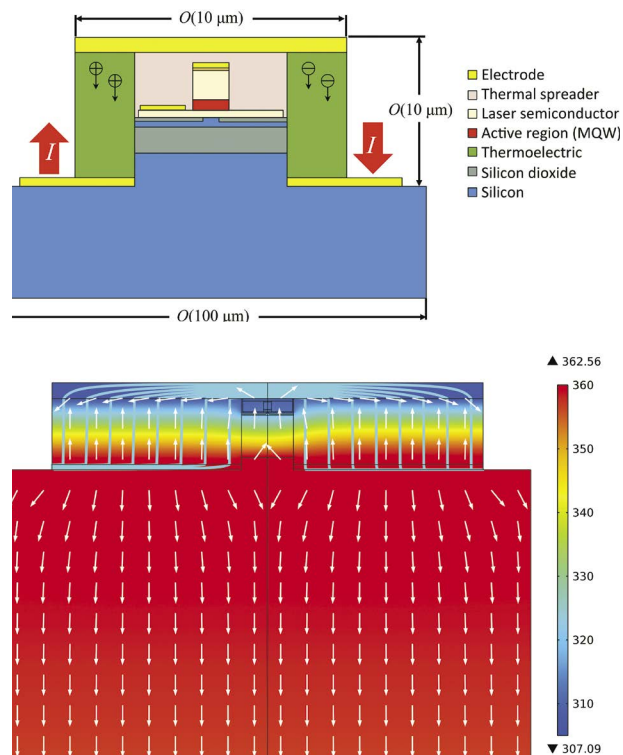 O(10 μm)
O(10 μm)
I
I
⊕
⊕
⊖
⊖
Electrode
Thermal spreader
Laser semiconductor
Active region (MQW)
Thermoelectric
Silicon dioxide
Silicon
O(100 μm)
▲ 362.56
360
350
340
330
320
310
▼ 307.09